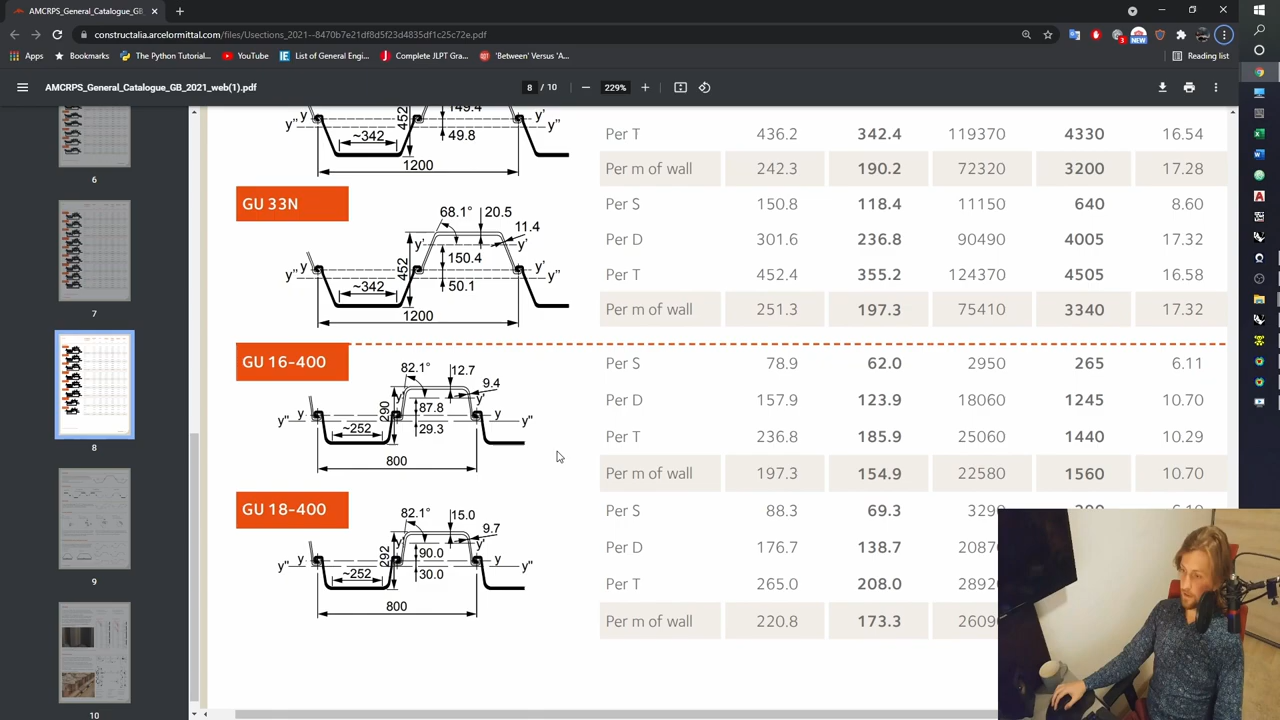 AMCRPS_General_Catalogue_GB_
constructalia.arcelormittal.com/files/Usections_2021--8470b7e21df8d5f23d4835df1c25c72e.pdf
Apps Bookmarks The Python Tutorial... YouTube IE List of General Engin... Complete JLPT Gra... 'Between' Versus 'A... Reading list
AMCRPS_General_Catalogue_GB_2021_web(1).pdf 8 / 10 229%
6
7
8
9
10
y y" 452 149.4 49.8 y' y"
~342
1200
Per T 436.2 342.4 119370 4330 16.54
Per m of wall 242.3 190.2 72320 3200 17.28
GU 33N
68.1° 20.5
11.4
y' y'
452 150.4
y y'
y" y"
~342 50.1
1200
Per S 150.8 118.4 11150 640 8.60
Per D 301.6 236.8 90490 4005 17.32
Per T 452.4 355.2 124370 4505 16.58
Per m of wall 251.3 197.3 75410 3340 17.32
GU 16-400
82.1° 12.7
9.4
y' y'
290 87.8
y y
y" y"
~252 29.3
800
Per S 78.9 62.0 2950 265 6.11
Per D 157.9 123.9 18060 1245 10.70
Per T 236.8 185.9 25060 1440 10.29
Per m of wall 197.3 154.9 22580 1560 10.70
GU 18-400
82.1° 15.0
9.7
y' y'
292 90.0
y y
y" y"
~252 30.0
800
Per S 88.3 69.3
Per D 176.7 138.7
Per T 265.0 208.0
Per m of wall 220.8 173.3